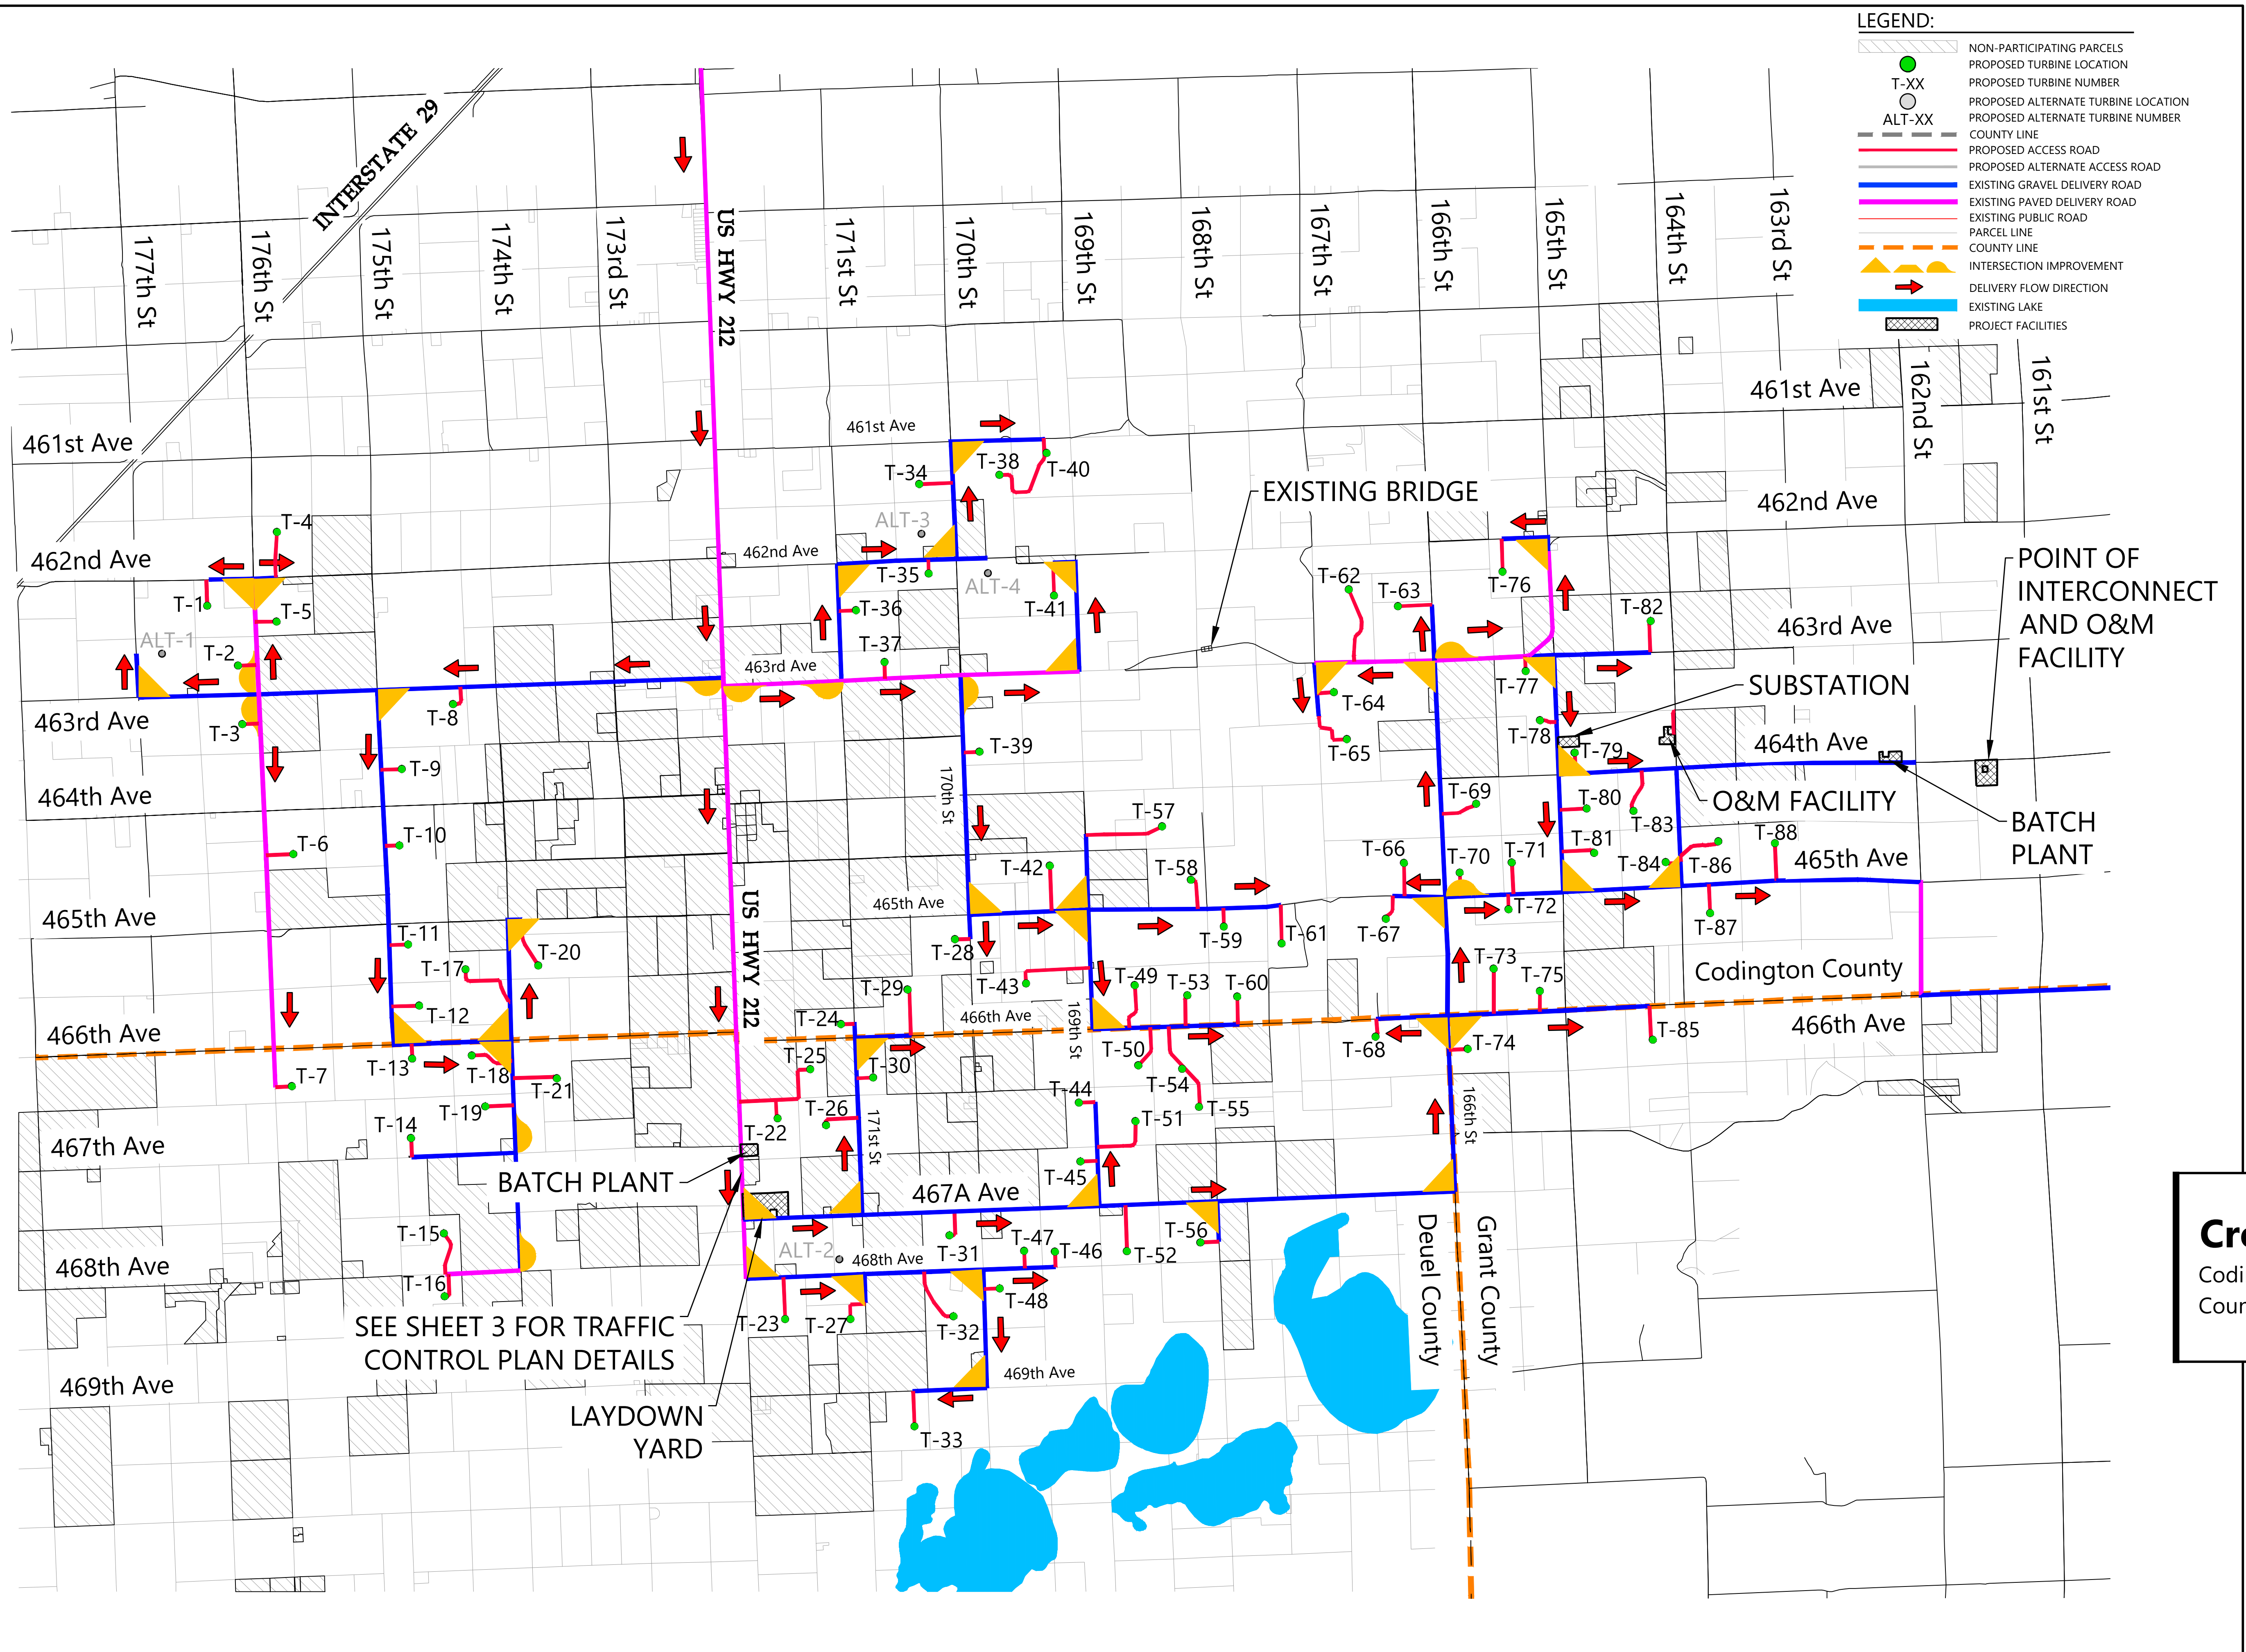 LEGEND:
NON-PARTICIPATING PARCELS
PROPOSED TURBINE LOCATION
T-XX PROPOSED TURBINE NUMBER
PROPOSED ALTERNATE TURBINE LOCATION
ALT-XX PROPOSED ALTERNATE TURBINE NUMBER
COUNTY LINE
PROPOSED ACCESS ROAD
PROPOSED ALTERNATE ACCESS ROAD
EXISTING GRAVEL DELIVERY ROAD
EXISTING PAVED DELIVERY ROAD
EXISTING PUBLIC ROAD
PARCEL LINE
COUNTY LINE
INTERSECTION IMPROVEMENT
DELIVERY FLOW DIRECTION
EXISTING LAKE
PROJECT FACILITIES
INTERSTATE 29
177th St
176th St
175th St
174th St
173rd St
US HWY 212
171st St
170th St
169th St
168th St
167th St
166th St
165th St
164th St
163rd St
162nd St
161st St
461st Ave
461st Ave
461st Ave
T-34
T-38
T-40
EXISTING BRIDGE
462nd Ave
ALT-3
462nd Ave
T-4
462nd Ave
T-35
ALT-4
T-41
T-62
T-63
T-76
T-82
POINT OF
INTERCONNECT
AND O&M
FACILITY
T-1
T-5
ALT-1
T-2
T-36
T-37
463rd Ave
463rd Ave
463rd Ave
T-3
T-8
T-64
T-65
T-77
T-78
SUBSTATION
T-79
464th Ave
464th Ave
T-9
T-39
170th St
T-10
T-6
T-57
T-69
T-80
T-83
O&M FACILITY
BATCH
PLANT
T-42
T-58
T-66
T-70
T-71
T-81
T-84
T-86
T-88
465th Ave
465th Ave
465th Ave
US HWY 212
T-11
T-17
T-20
T-28
T-59
T-61
T-67
T-72
T-87
T-43
T-49
T-53
T-60
T-73
T-75
Codington County
T-29
T-12
T-24
466th Ave
169th St
466th Ave
466th Ave
T-13
T-18
T-21
T-7
T-25
T-30
T-50
T-54
T-68
T-74
T-85
T-19
T-14
T-22
T-26
171st St
T-44
T-55
T-51
T-45
166th St
467th Ave
BATCH PLANT
467A Ave
T-15
T-16
468th Ave
ALT-2
468th Ave
T-31
T-47
T-46
T-52
T-56
Deuel County
Grant County
SEE SHEET 3 FOR TRAFFIC
CONTROL PLAN DETAILS
T-23
T-27
T-32
T-48
469th Ave
469th Ave
LAYDOWN
YARD
T-33
Cr
Codi
Coun